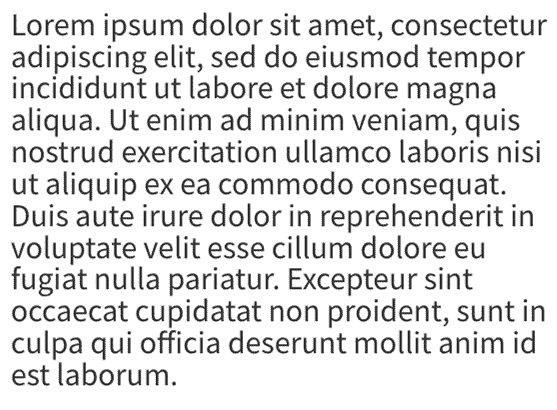 Lorem ipsum dolor sit amet, consectetur
adipiscing elit, sed do eiusmod tempor
incididunt ut labore et dolore magna
aliqua. Ut enim ad minim veniam, quis
nostrud exercitation ullamco laboris nisi
ut aliquip ex ea commodo consequat.
Duis aute irure dolor in reprehenderit in
voluptate velit esse cillum dolore eu
fugiat nulla pariatur. Excepteur sint
occaecat cupidatat non proident, sunt in
culpa qui officia deserunt mollit anim id
est laborum.